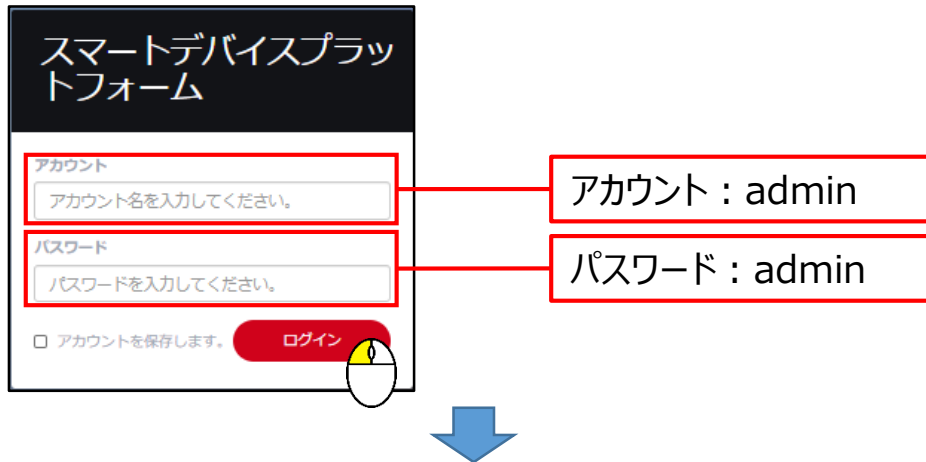 スマートデバイスプラッ
トフォーム
アカウント
アカウント名を入力してください。
アカウント：admin
パスワード
パスワードを入力してください。
パスワード：admin
アカウントを保存します。
ログイン